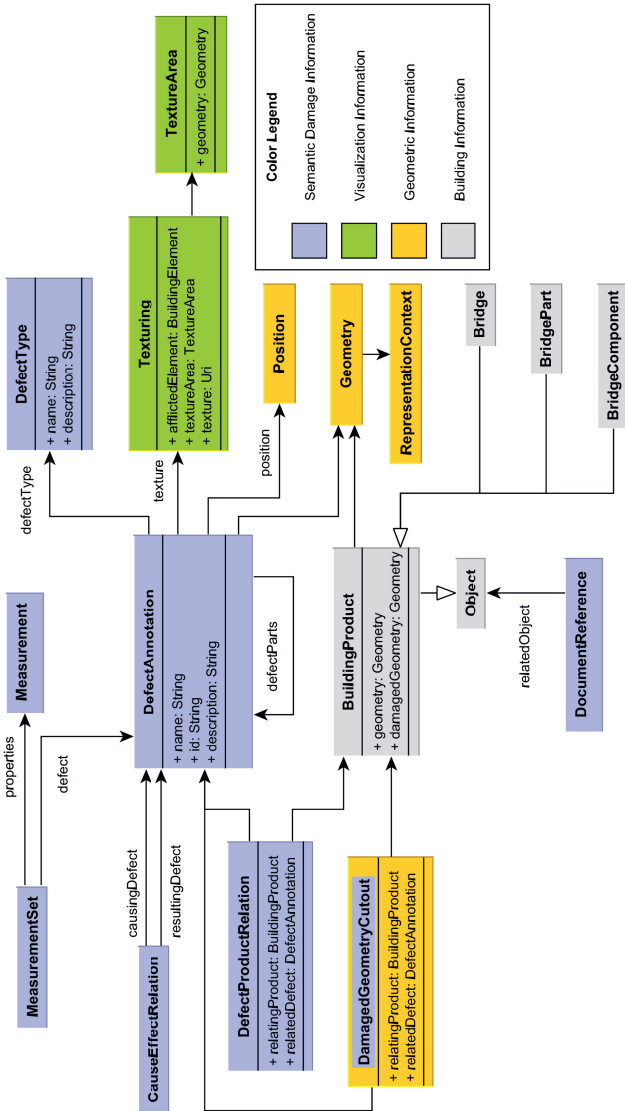 MeasurementSet
properties
defect
Measurement
CauseEffectRelation
causingDefect
resultingDefect
DefectAnnotation
+ name: String
+ id: String
+ description: String
defectParts
defectType
DefectType
+ name: String
+ description: String
texture
Texturing
+ afflictedElement: BuildingElement
+ textureArea: TextureArea
+ texture: Uri
TextureArea
+ geometry: Geometry
position
Position
Geometry
RepresentationContext
DefectProductRelation
+ relatingProduct: BuildingProduct
+ relatedDefect: DefectAnnotation
DamagedGeometryCutout
+ relatingProduct: BuildingProduct
+ relatedDefect: DefectAnnotation
BuildingProduct
+ geometry: Geometry
+ damagedGeometry: Geometry
Object
relatedObject
DocumentReference
Bridge
BridgePart
BridgeComponent
Color Legend
Semantic Damage Information
Visualization Information
Geometric Information
Building Information